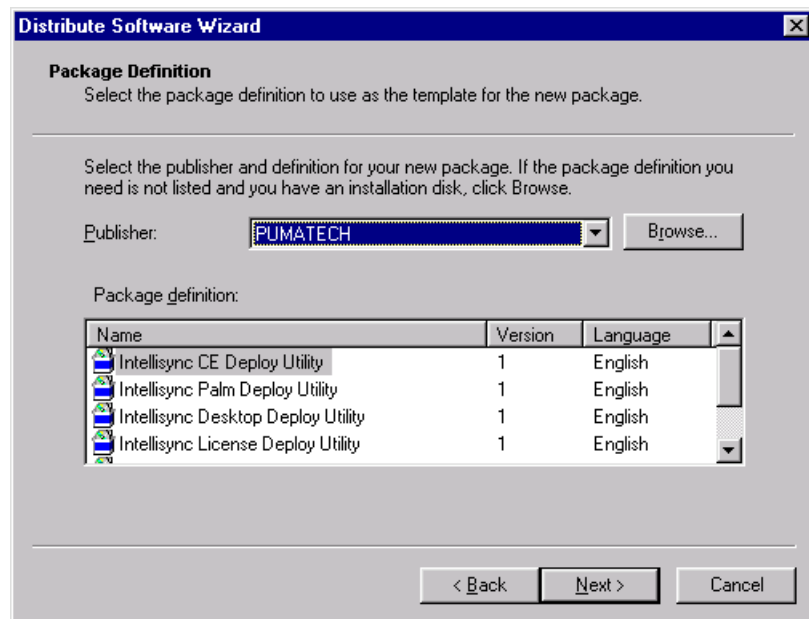 Distribute Software Wizard
Package Definition
Select the package definition to use as the template for the new package.
Select the publisher and definition for your new package. If the package definition you
need is not listed and you have an installation disk, click Browse.
Publisher: PUMATECH Browse...
Package definition:
Name Version Language
Intellisync CE Deploy Utility 1 English
Intellisync Palm Deploy Utility 1 English
Intellisync Desktop Deploy Utility 1 English
Intellisync License Deploy Utility 1 English
< Back Next > Cancel